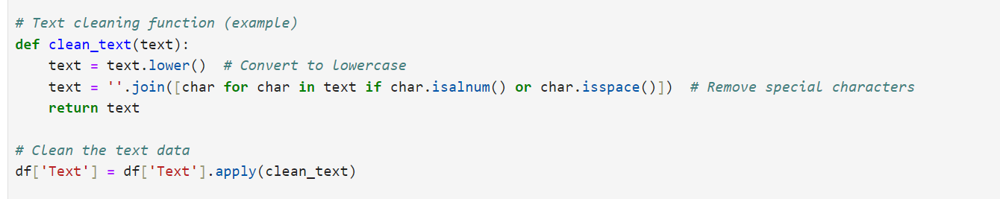 # Text cleaning function (example)
def clean_text(text):
    text = text.lower()  # Convert to lowercase
    text = ''.join([char for char in text if char.isalnum() or char.isspace()])  # Remove special characters
    return text

# Clean the text data
df['Text'] = df['Text'].apply(clean_text)